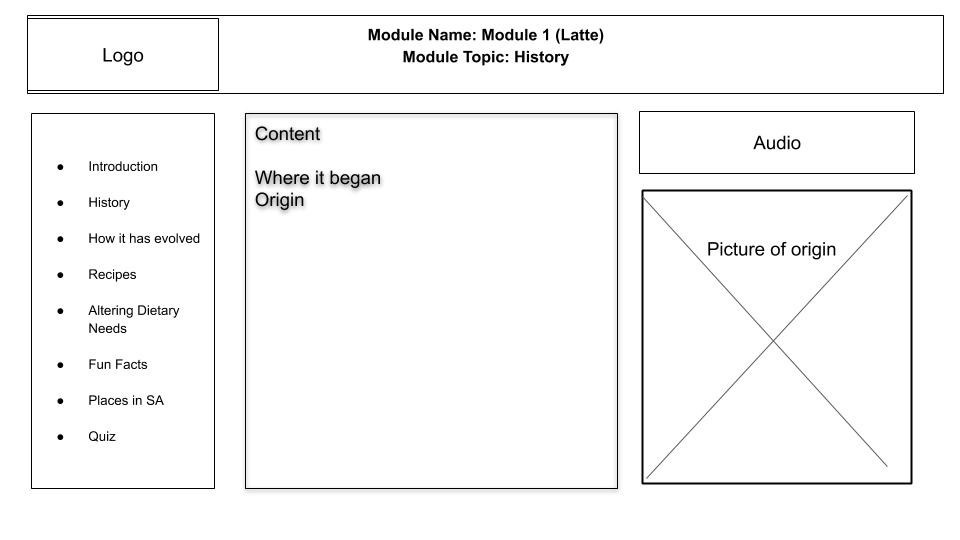 Logo
Module Name: Module 1 (Latte)
Module Topic: History
● Introduction
● History
● How it has evolved
● Recipes
● Altering Dietary
Needs
● Fun Facts
● Places in SA
● Quiz
Content
Where it began
Origin
Audio
Picture of origin